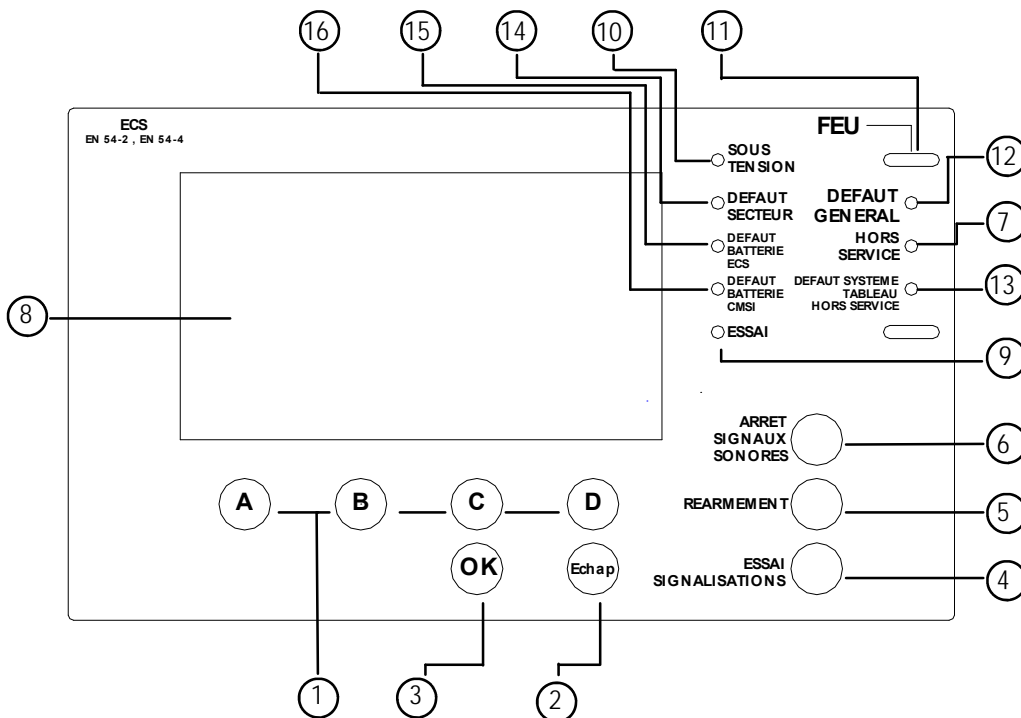 16
15
14
10
11
ECS
EN 54-2 , EN 54-4
FEU
SOUS
TENSION
12
DEFAUT
SECTEUR
DEFAUT
GENERAL
7
DEFAUT
BATTERIE
ECS
HORS
SERVICE
DEFAUT
BATTERIE
CMSI
DEFAUT SYSTEME
TABLEAU
HORS SERVICE
13
8
ESSAI
9
ARRET
SIGNAUX
SONORES
6
A
B
C
D
REARMEMENT
5
OK
Echap
ESSAI
SIGNALISATIONS
4
1
3
2